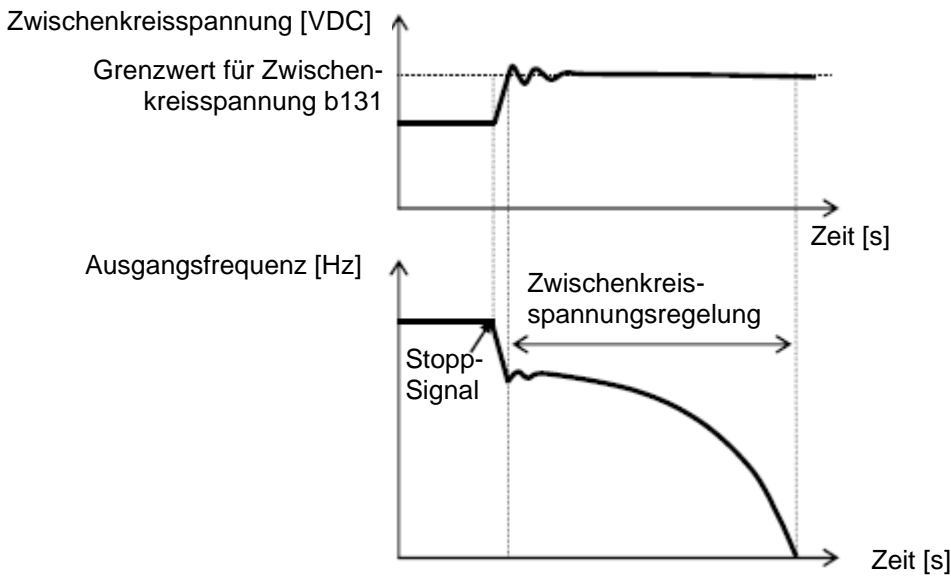 Zwischenkreisspannung [VDC]
Grenzwert für Zwischen-
kreisspannung b131
Zeit [s]
Ausgangsfrequenz [Hz]
Zwischenkreis-
spannungsregelung
Stopp-
Signal
Zeit [s]